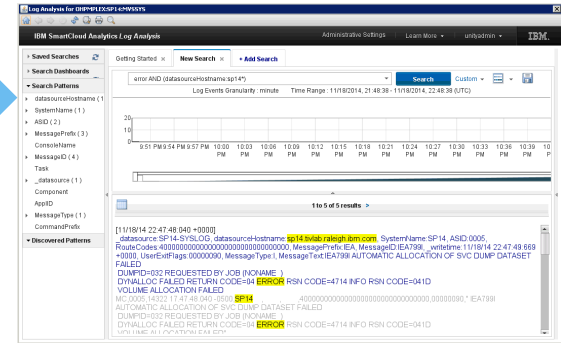 Log Analysis for OHPMPLEX:SP14:MVSSYS
IBM SmartCloud Analytics Log Analysis
Administrative Settings
Learn More
unityadmin
IBM.
Saved Searches
Search Dashboards
Search Patterns
datasourceHostname (1
SystemName (1)
ASID (2)
MessagePrefix (3)
ConsoleName
MessageID (4)
Task
_datasource (1)
Component
ApplID
MessageType (1)
CommandPrefix
Discovered Patterns
Getting Started ×
New Search ×
+ Add Search
error AND (datasourceHostname:sp14*)
Search
Custom
Log Events Granularity : minute Time Range : 11/18/2014, 21:48:38 - 11/18/2014, 22:48:38 (UTC)
20
10
0
9:51 PM 9:54 PM 9:57 PM 10:00 PM 10:03 PM 10:06 PM 10:09 PM 10:12 PM 10:15 PM 10:18 PM 10:21 PM 10:24 PM 10:27 PM 10:30 PM 10:33 PM 10:36 PM 10:39 PM 10
1 to 5 of 5 results >
[11/18/14 22:47:48:040 +0000]
_datasource:SP14-SYSLOG, datasourceHostname:sp14.tivlab.raleigh.ibm.com, SystemName:SP14, ASID:0005,
RouteCodes:40000000000000000000000000000000, MessagePrefix:IEA, MessageID:IEA799I, _writetime:11/18/14 22:47:49:669
+0000, UserExitFlags:00000090, MessageType:I, MessageText:IEA799I AUTOMATIC ALLOCATION OF SVC DUMP DATASET
FAILED
DUMPID=032 REQUESTED BY JOB (NONAME )
DYNALLOC FAILED RETURN CODE=04 ERROR RSN CODE=4714 INFO RSN CODE=041D
VOLUME ALLOCATION FAILED
MC,0005,14322 17:47:48.040 -0500,SP14 ,40000000000000000000000000000000,00000090," IEA799I
AUTOMATIC ALLOCATION OF SVC DUMP DATASET FAILED
DUMPID=032 REQUESTED BY JOB (NONAME )
DYNALLOC FAILED RETURN CODE=04 ERROR RSN CODE=4714 INFO RSN CODE=041D
VOLUME ALLOCATION FAILED"